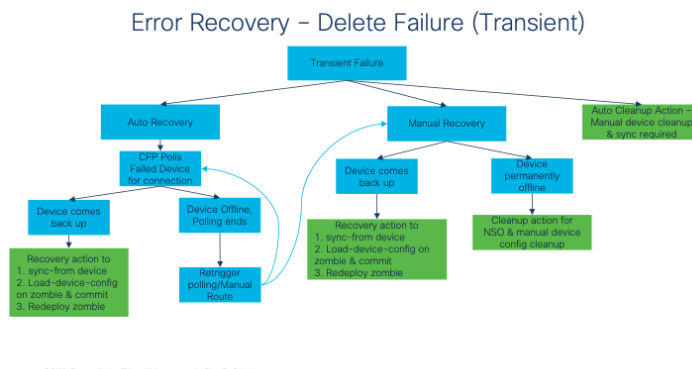 Error Recovery – Delete Failure (Transient)
Transient Failure
Auto Recovery
Manual Recovery
Auto Cleanup Action –
Manual device cleanup
& sync required
CFP Polls
Failed Device
for connection
Device comes
back up
Device
permanently
offline
Device comes
back up
Device Offline,
Polling ends
Recovery action to
1. sync-from device
2. Load-device-config on
zombie & commit
3. Redeploy zombie
Cleanup action for
NSO & manual device
config cleanup
Recovery action to
1. sync-from device
2. Load-device-config
on zombie & commit
3. Redeploy zombie
Retrigger
polling/Manual
Route